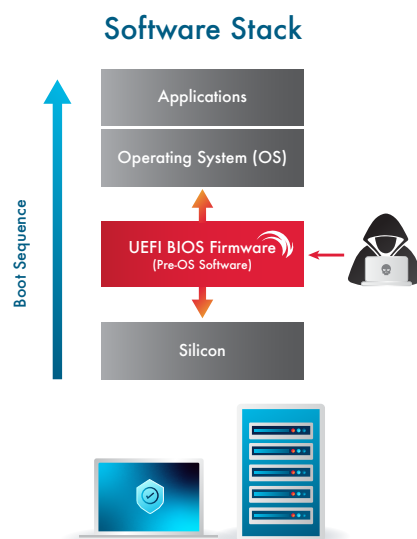 Software Stack
Applications
Operating System (OS)
Boot Sequence
UEFI BIOS Firmware
(Pre-OS Software)
Silicon